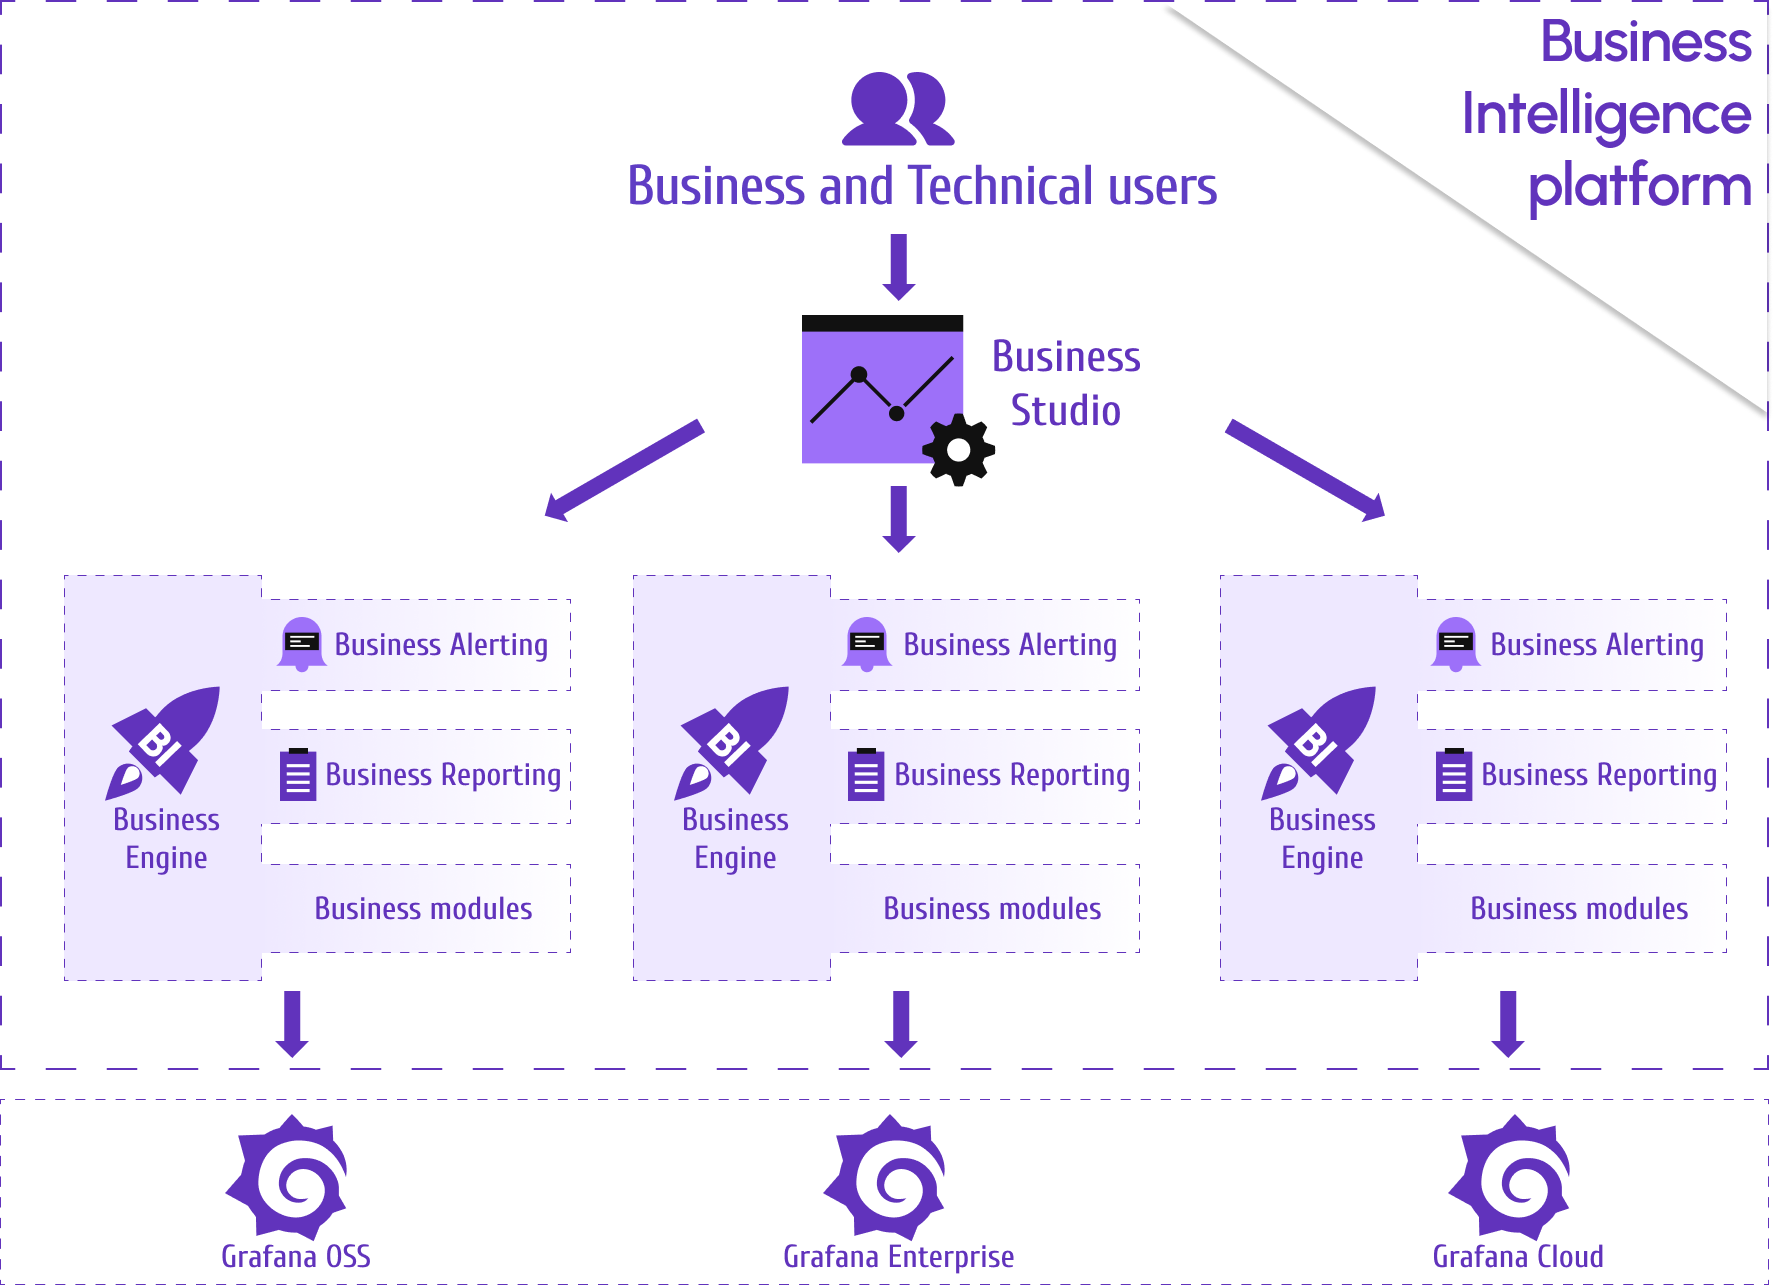 Business
Intelligence
platform
Business and Technical users
Business
Studio
Business Alerting
Business Reporting
Business modules
BI
Business
Engine
Business Alerting
Business Reporting
Business modules
BI
Business
Engine
Business Alerting
Business Reporting
Business modules
BI
Business
Engine
Grafana OSS
Grafana Enterprise
Grafana Cloud